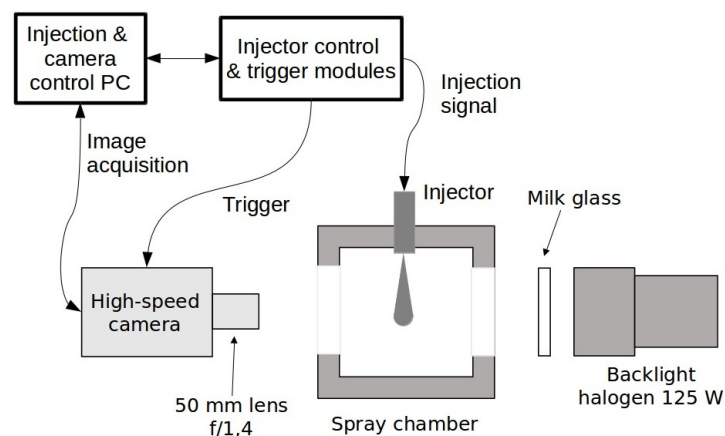 Injection &
camera
control PC
Injector control
& trigger modules
Injection
signal
Image
acquisition
Trigger
Injector
Milk glass
High-speed
camera
50 mm lens
f/1,4
Spray chamber
Backlight
halogen 125 W